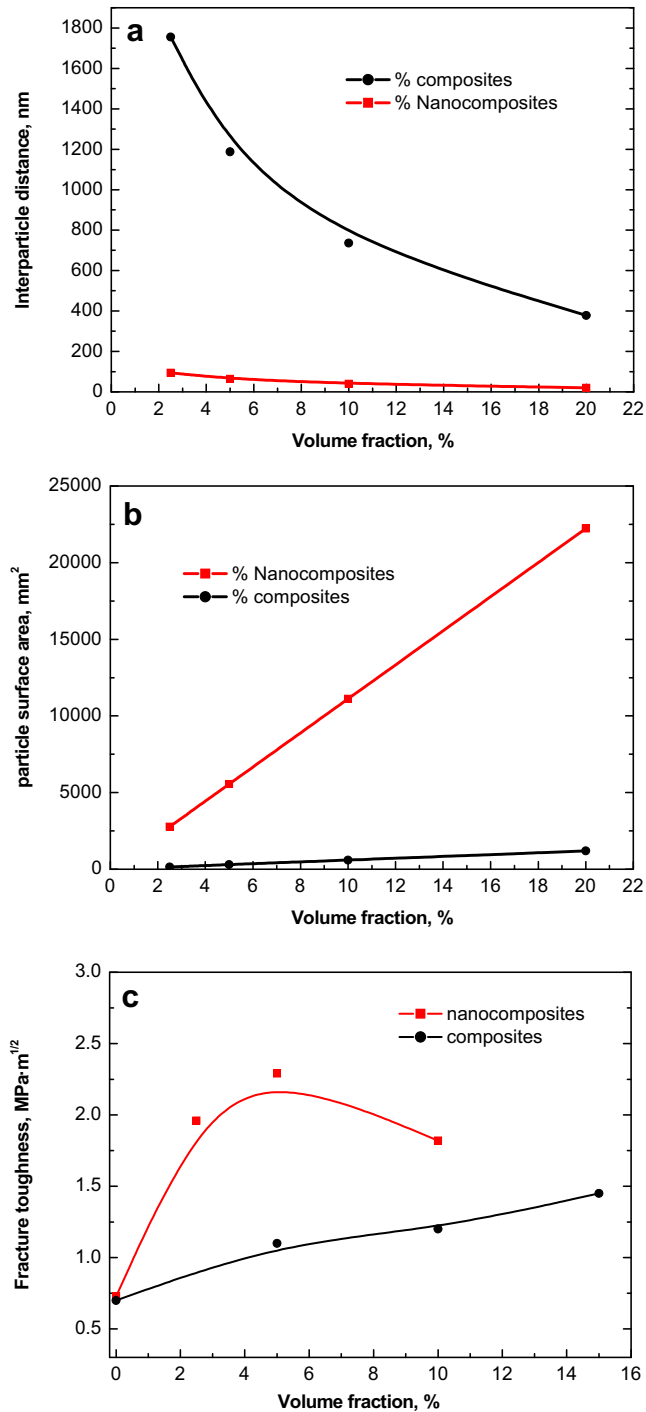 a
1800
1600
1400
1200
1000
800
600
400
200
0
Interparticle distance, nm
% composites
% Nanocomposites
0 2 4 6 8 10 12 14 16 18 20 22
Volume fraction, %
b
25000
20000
15000
10000
5000
0
particle surface area, mm²
% Nanocomposites
% composites
0 2 4 6 8 10 12 14 16 18 20 22
Volume fraction, %
c
3.0
2.5
2.0
1.5
1.0
0.5
Fracture toughness, MPa·m^1/2
nanocomposites
composites
0 2 4 6 8 10 12 14 16
Volume fraction, %